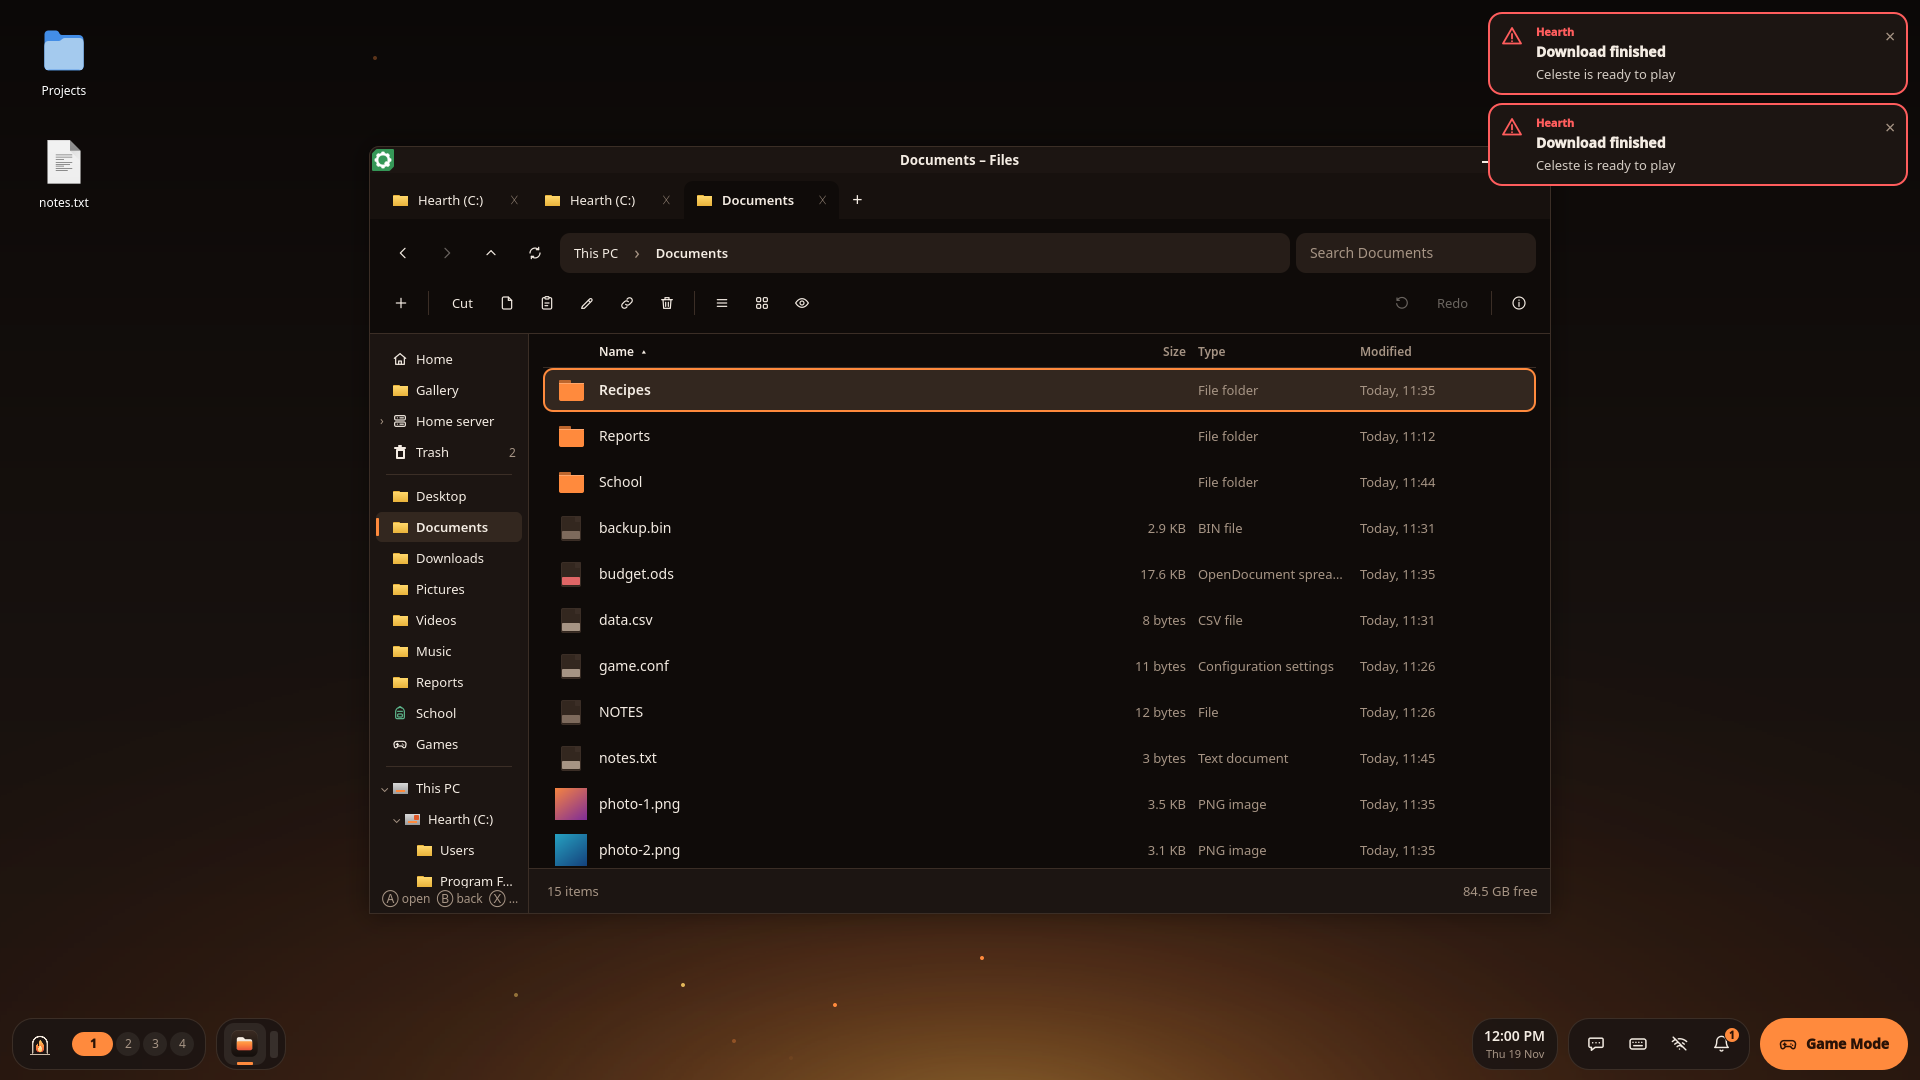 Projects
notes.txt
Hearth
Download finished
Celeste is ready to play
Hearth
Download finished
Celeste is ready to play
Documents – Files
Hearth (C:)
Hearth (C:)
Documents
This PC › Documents
Search Documents
Cut
Redo
Home
Gallery
Home server
Trash 2
Desktop
Documents
Downloads
Pictures
Videos
Music
Reports
School
Games
This PC
Hearth (C:)
Users
Program F...
A open B back X ...
Name Size Type Modified
Recipes File folder Today, 11:35
Reports File folder Today, 11:12
School File folder Today, 11:44
backup.bin 2.9 KB BIN file Today, 11:31
budget.ods 17.6 KB OpenDocument sprea... Today, 11:35
data.csv 8 bytes CSV file Today, 11:31
game.conf 11 bytes Configuration settings Today, 11:26
NOTES 12 bytes File Today, 11:26
notes.txt 3 bytes Text document Today, 11:45
photo-1.png 3.5 KB PNG image Today, 11:35
photo-2.png 3.1 KB PNG image Today, 11:35
15 items
84.5 GB free
1 2 3 4
12:00 PM
Thu 19 Nov
1
Game Mode